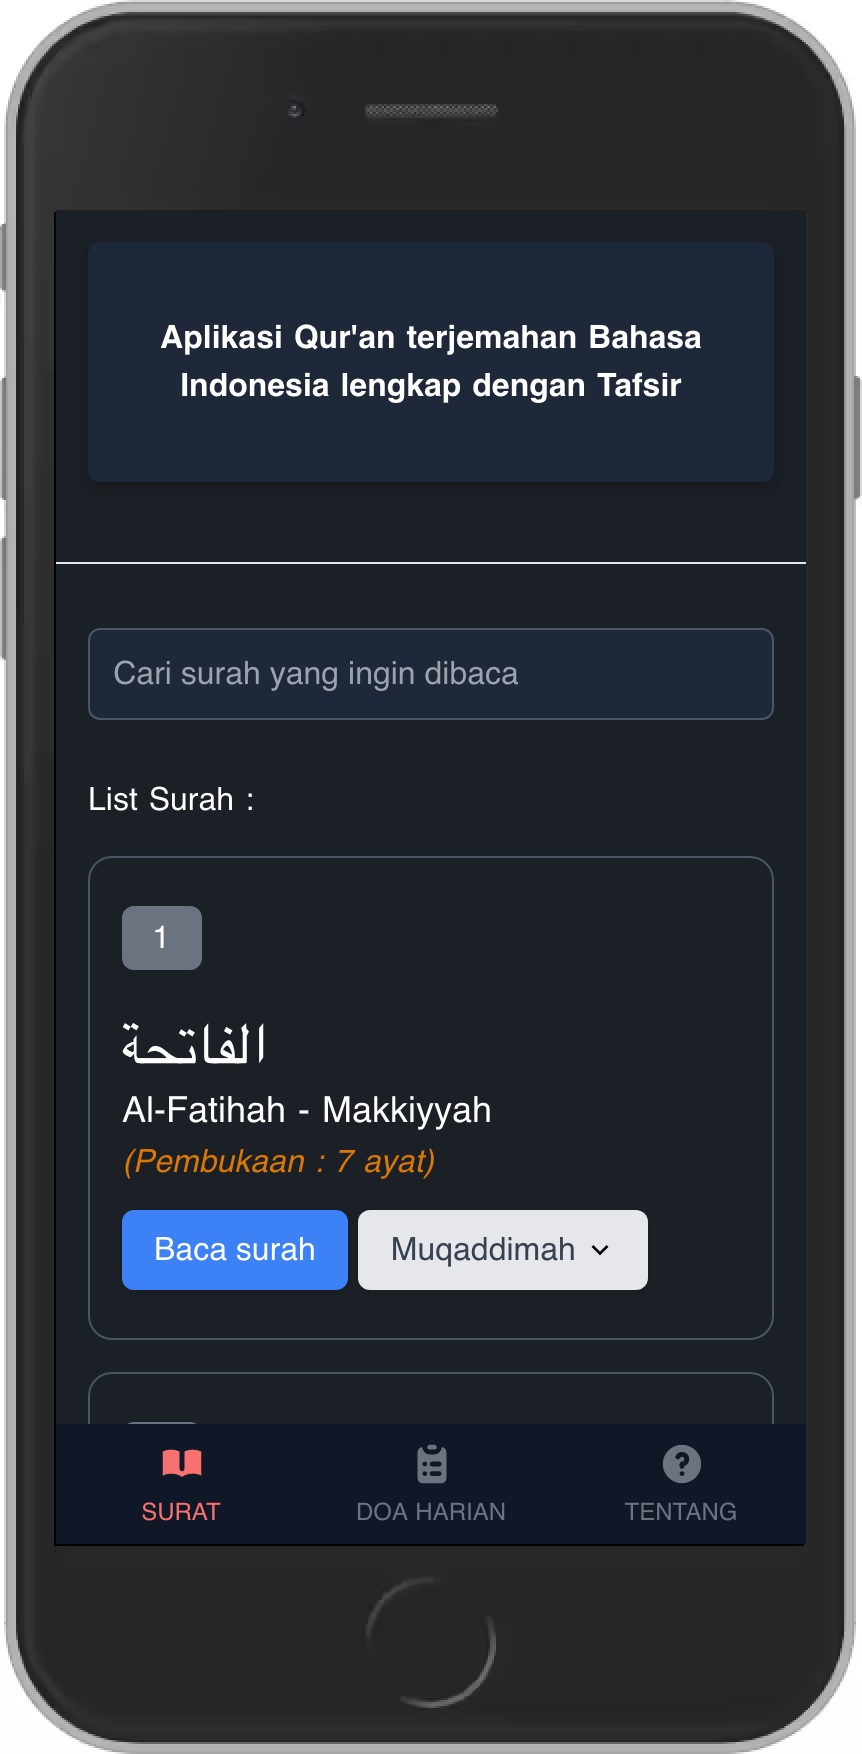 Aplikasi Qur'an terjemahan Bahasa
Indonesia lengkap dengan Tafsir
Cari surah yang ingin dibaca
List Surah :
1
الفاتحة
Al-Fatihah - Makkiyyah
(Pembukaan : 7 ayat)
Baca surah
Muqaddimah
SURAT
DOA HARIAN
TENTANG